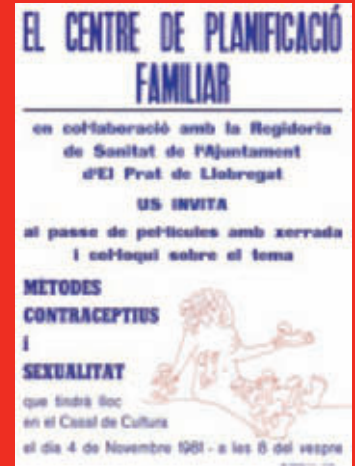 EL CENTRE DE PLANIFICACIÓ
FAMILIAR
en col·laboració amb la Regidoria
de Sanitat de l'Ajuntament
d'El Prat de Llobregat
US INVITA
al passe de pel·lícules amb xerrada
i col·loqui sobre el tema
MÈTODES
CONTRACEPTIUS
i
SEXUALITAT
que tindrà lloc
en el Casal de Cultura
el dia 4 de Novembre 1981 - a les 8 del vespre